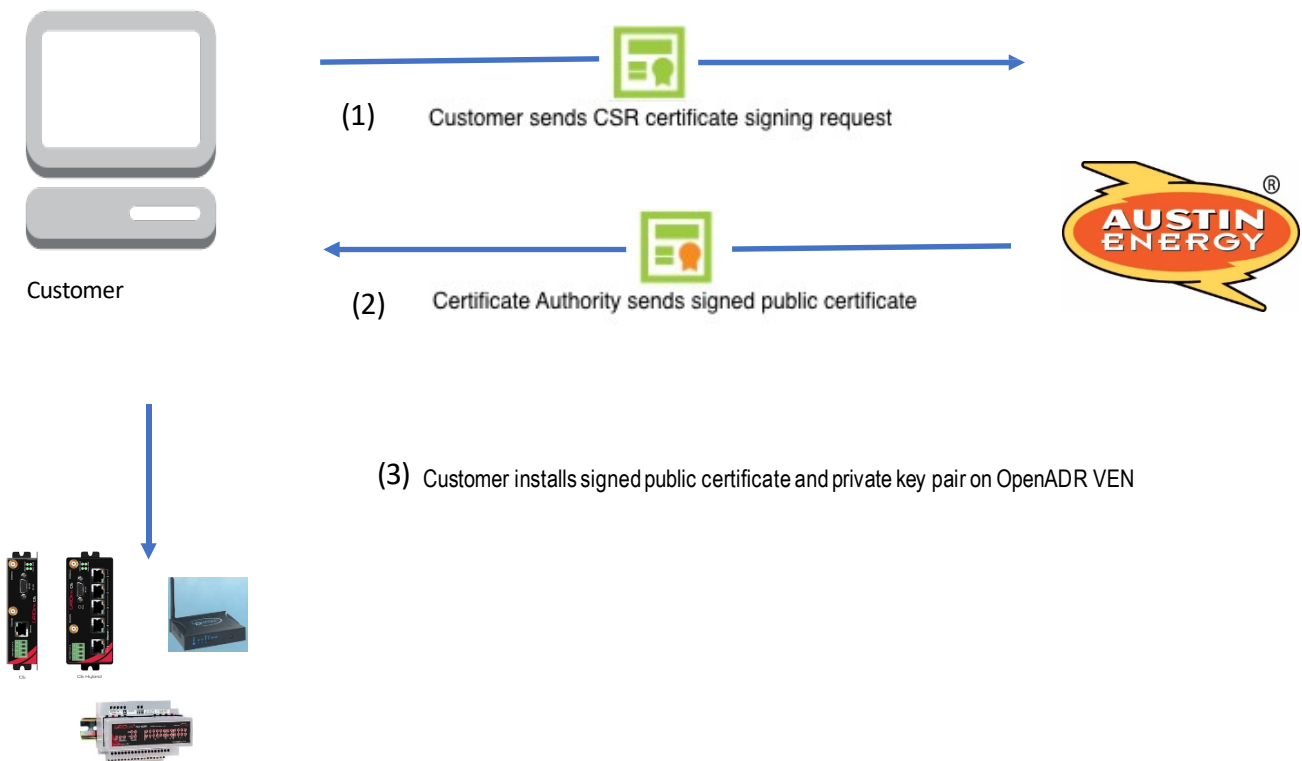 (1) Customer sends CSR certificate signing request
®
AUSTIN
ENERGY
Customer
(2) Certificate Authority sends signed public certificate
(3) Customer installs signed public certificate and private key pair on OpenADR VEN